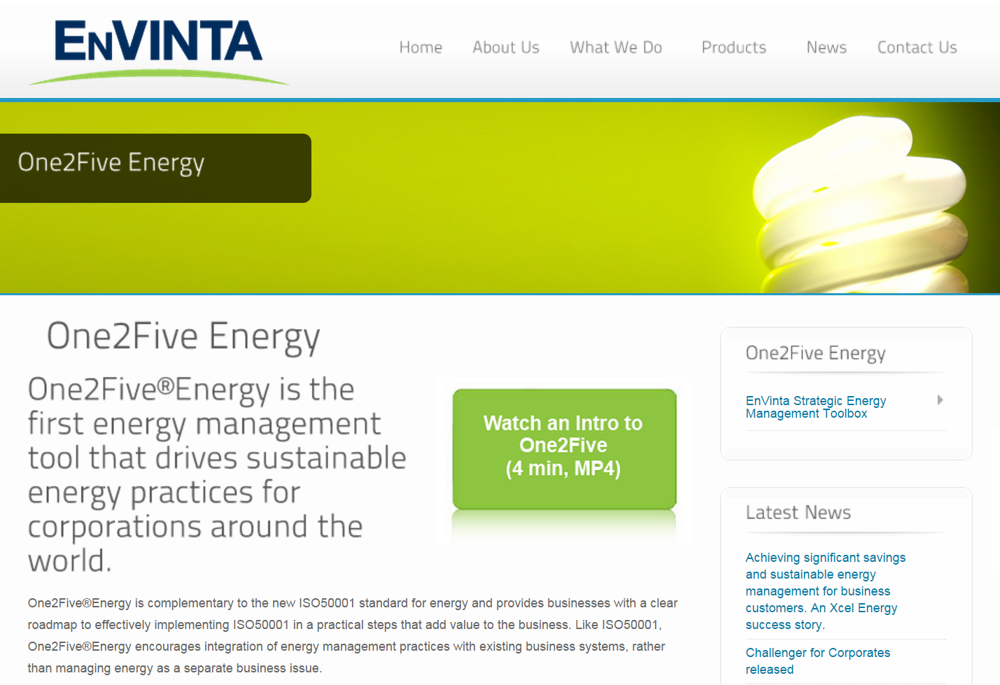 EnVINTA
Home About Us What We Do Products News Contact Us
One2Five Energy
One2Five Energy
One2Five®Energy is the
first energy management
tool that drives sustainable
energy practices for
corporations around the
world.
Watch an Intro to
One2Five
(4 min, MP4)
One2Five®Energy is complementary to the new ISO50001 standard for energy and provides businesses with a clear
roadmap to effectively implementing ISO50001 in a practical steps that add value to the business. Like ISO50001,
One2Five®Energy encourages integration of energy management practices with existing business systems, rather
than managing energy as a separate business issue.
One2Five Energy
EnVinta Strategic Energy
Management Toolbox
Latest News
Achieving significant savings
and sustainable energy
management for business
customers. An Xcel Energy
success story.
Challenger for Corporates
released